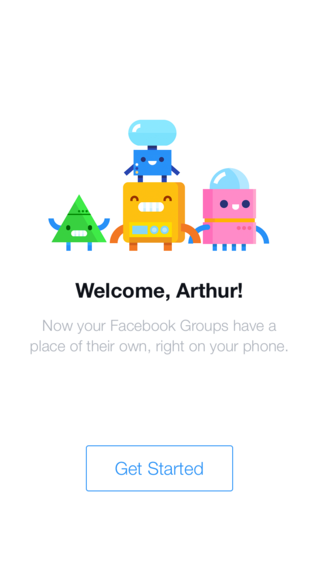 Welcome, Arthur!
Now your Facebook Groups have a
place of their own, right on your phone.
Get Started